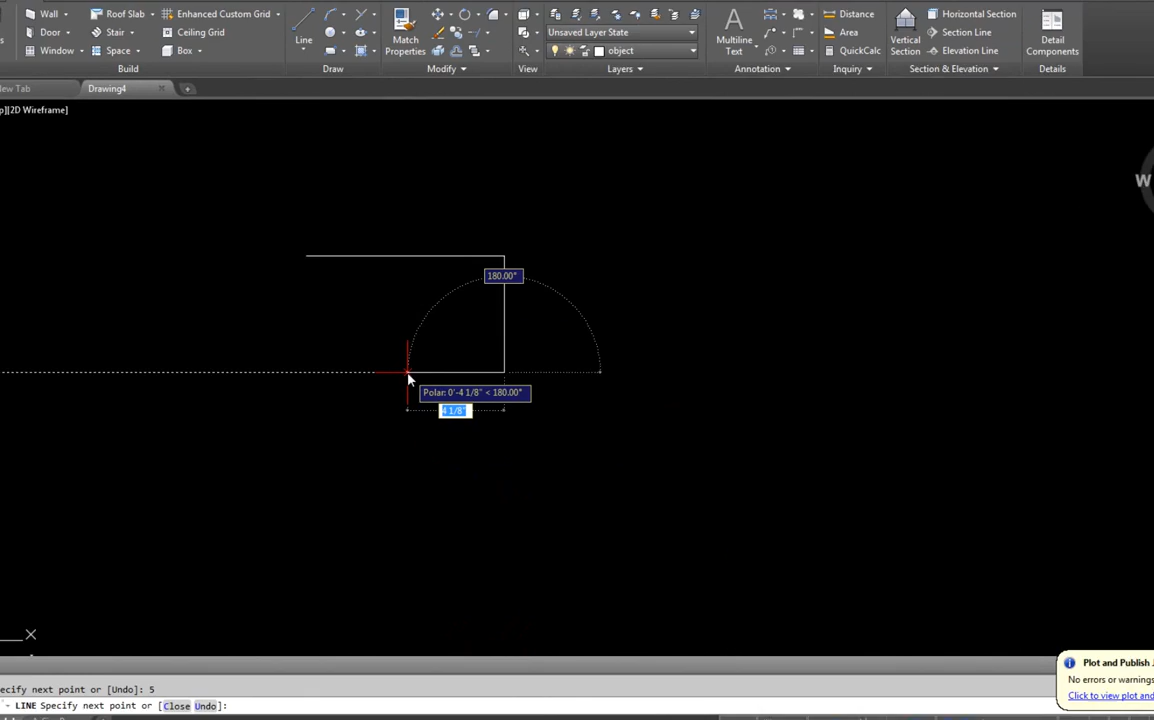 Wall Roof Slab Enhanced Custom Grid
Door Stair Ceiling Grid
Window Space Box
Build
Line
Draw
Match
Properties
Modify
View
Unsaved Layer State
object
Layers
Multiline
Text
Annotation
Distance
Area
QuickCalc
Inquiry
Vertical
Section
Horizontal Section
Section Line
Elevation Line
Section & Elevation
Detail
Components
Details
ew Tab Drawing4
p][2D Wireframe]
W
180.00°
Polar: 0'-4 1/8" < 180.00°
4 1/8"
X
Plot and Publish J
No errors or warnings
Click to view plot and
ecify next point or [Undo]: 5
LINE Specify next point or [Close Undo]: